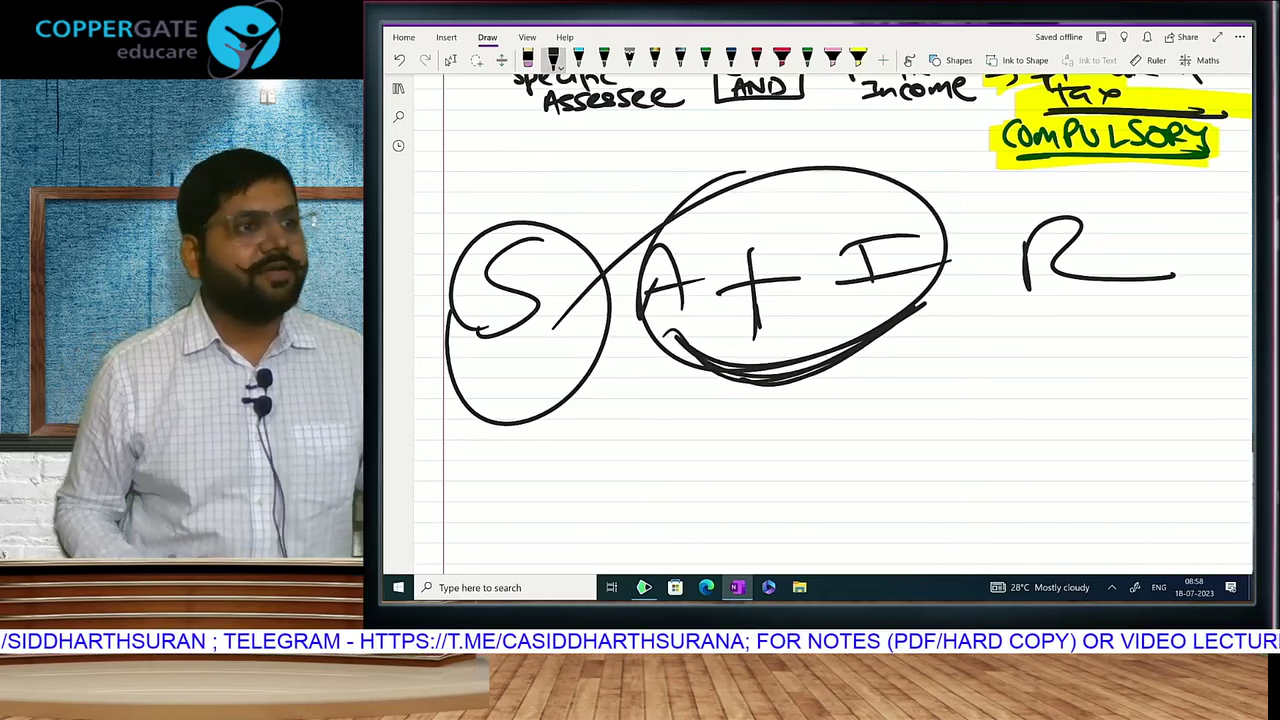 COPPERGATE
educare
Home Insert Draw View Help
Saved offline
Share
Shapes
Ink to Shape
Ink to Text
Ruler
Maths
Specific
Assessee
AND
Income
Tax
COMPULSORY
S A + I R
Type here to search
28°C Mostly cloudy
ENG
08:58
18-07-2023
/SIDDHARTHSURAN ; TELEGRAM - HTTPS://T.ME/CASIDDHARTHSURANA; FOR NOTES (PDF/HARD COPY) OR VIDEO LECTUR